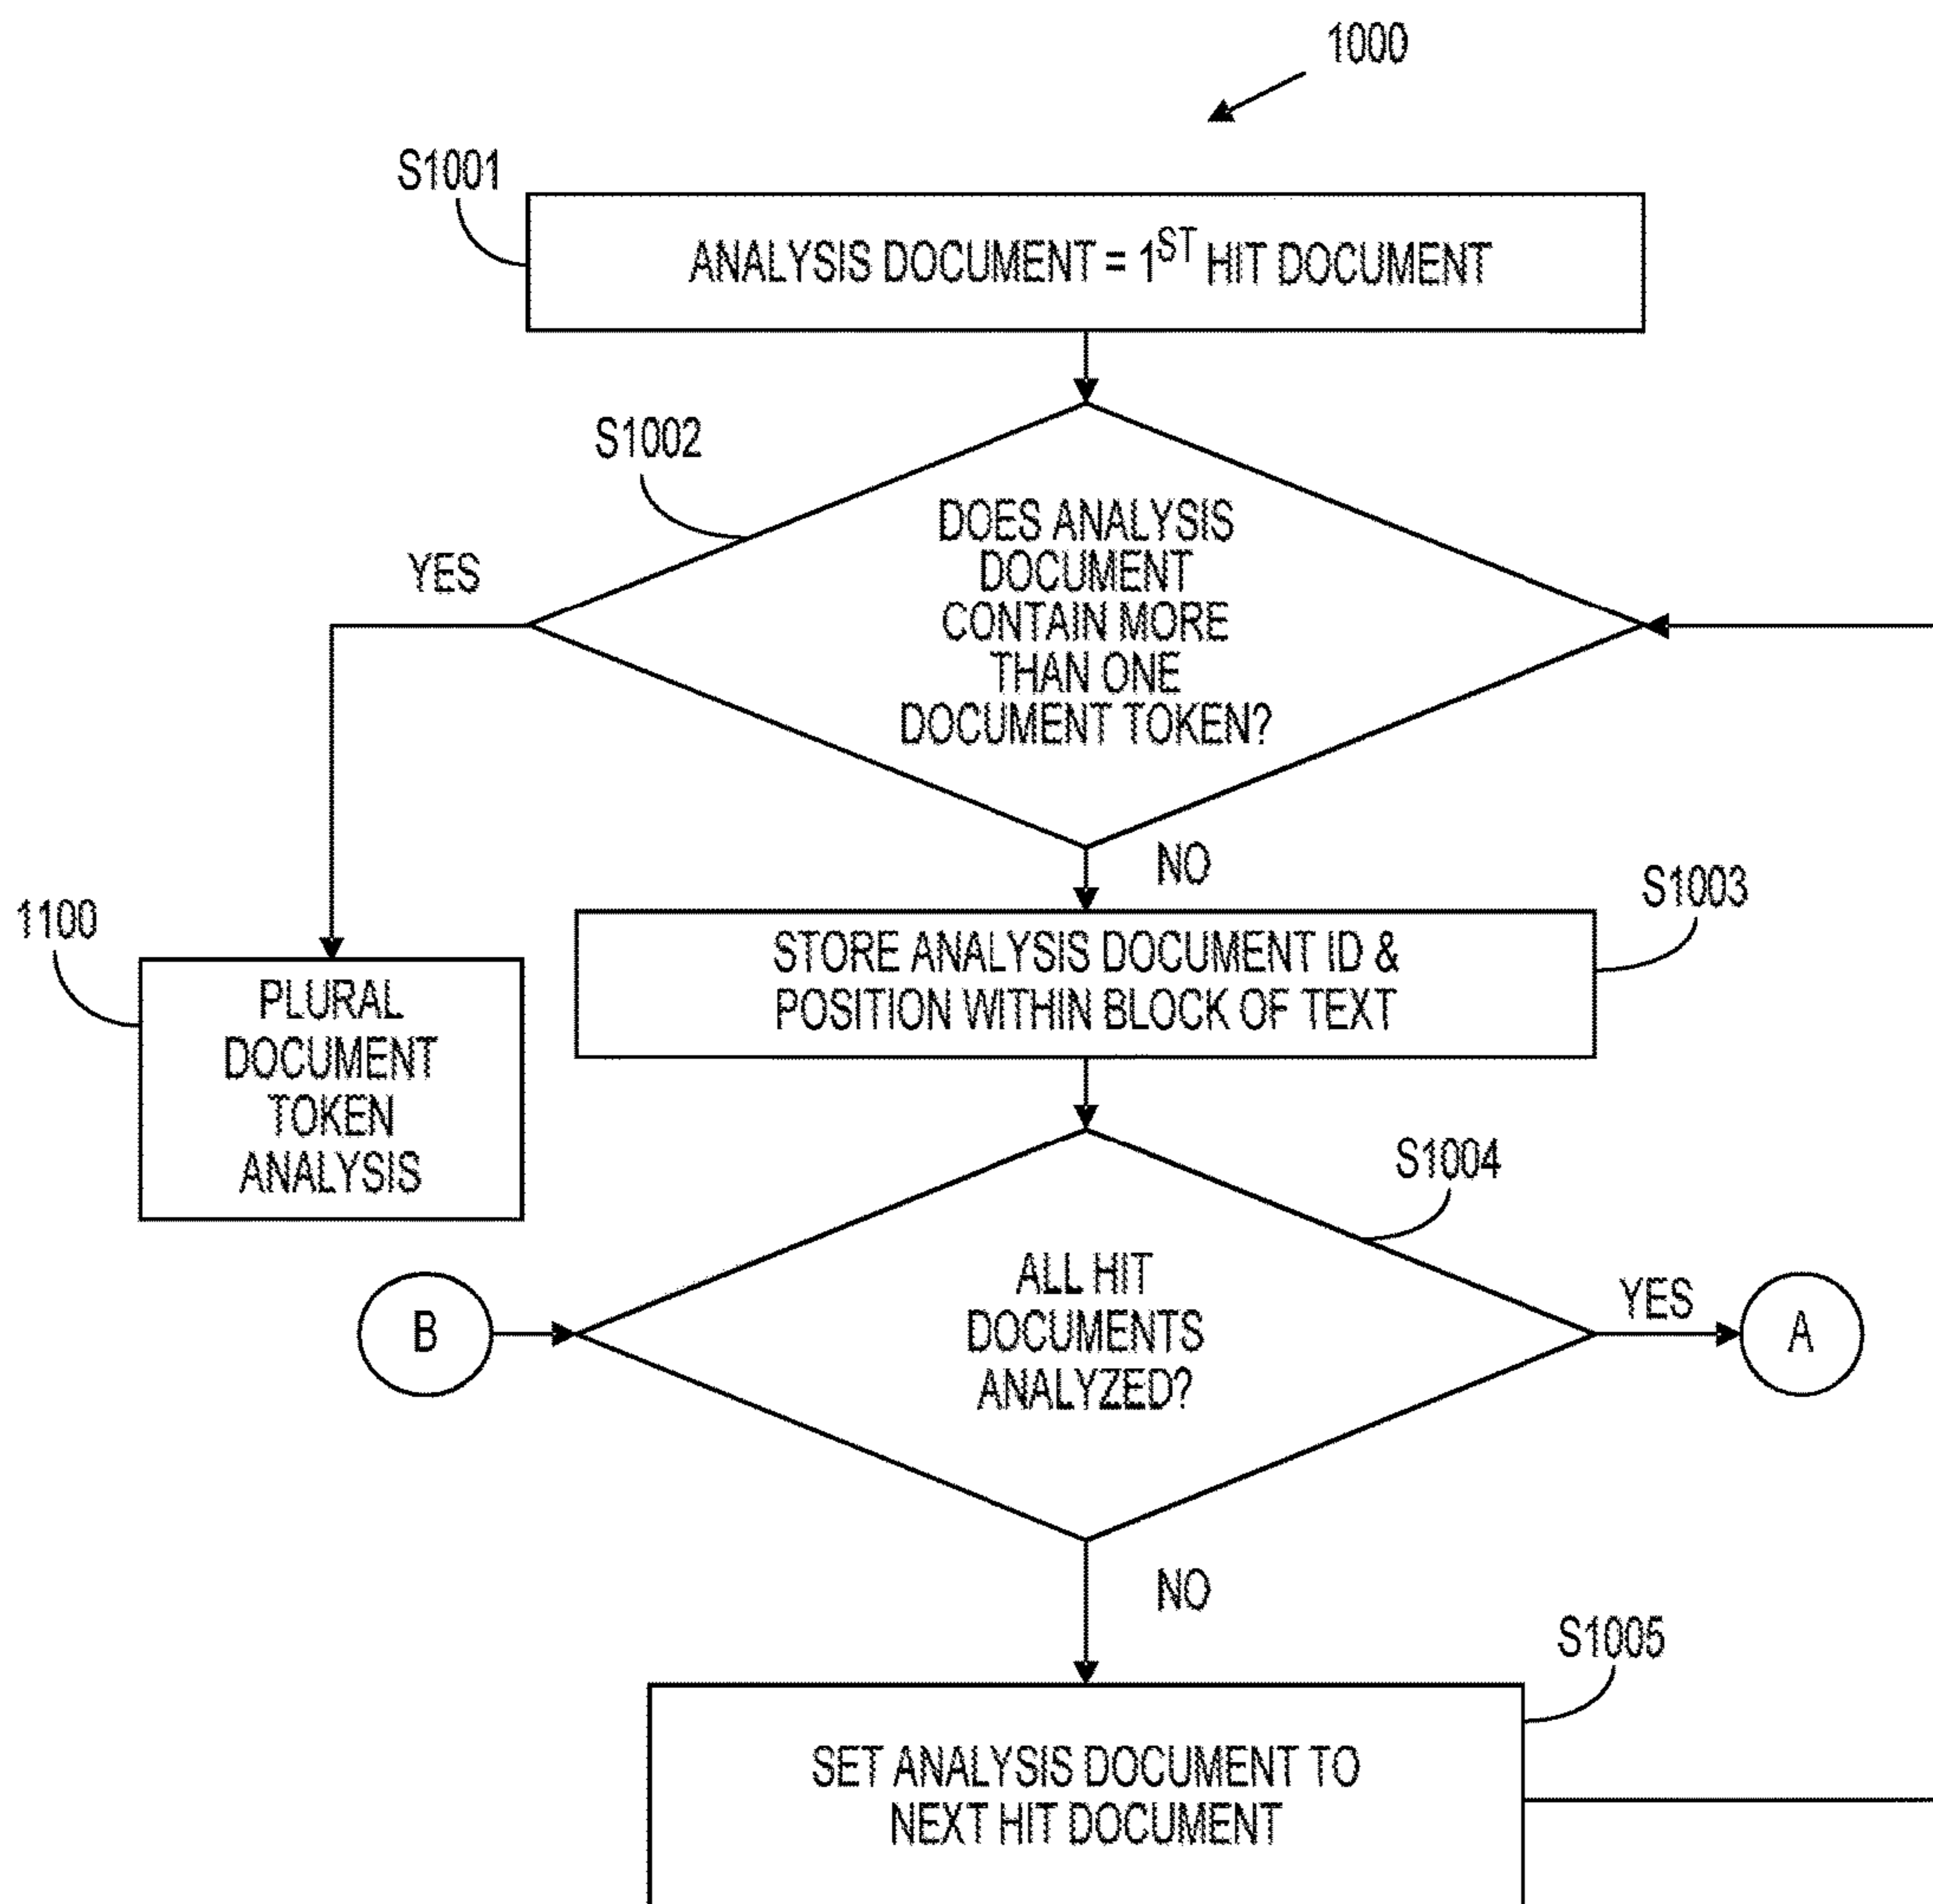 1000
S1001
ANALYSIS DOCUMENT = 1ST HIT DOCUMENT
S1002
DOES ANALYSIS
DOCUMENT
CONTAIN MORE
THAN ONE
DOCUMENT TOKEN?
YES
NO
S1003
1100
STORE ANALYSIS DOCUMENT ID &
POSITION WITHIN BLOCK OF TEXT
PLURAL
DOCUMENT
TOKEN
ANALYSIS
S1004
ALL HIT
DOCUMENTS
ANALYZED?
B
YES
A
NO
S1005
SET ANALYSIS DOCUMENT TO
NEXT HIT DOCUMENT